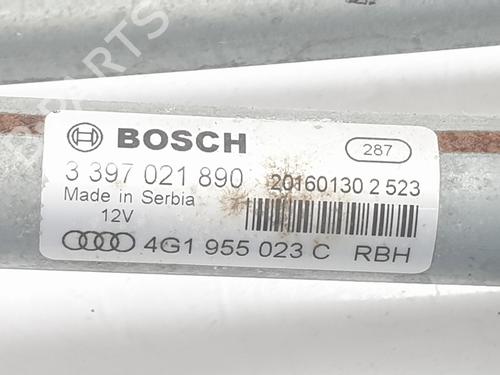 BOSCH
287
3 397 021 890
20160130 2 523
Made in Serbia
12V
4G1 955 023 C RBH